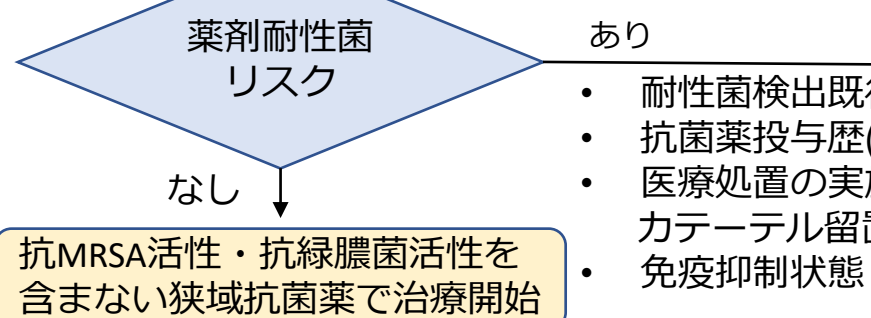 薬剤耐性菌
リスク
あり
• 耐性菌検出既
• 抗菌薬投与歴(
• 医療処置の実
カテーテル留
• 免疫抑制状態
なし
抗MRSA活性・抗緑膿菌活性を
含まない狭域抗菌薬で治療開始